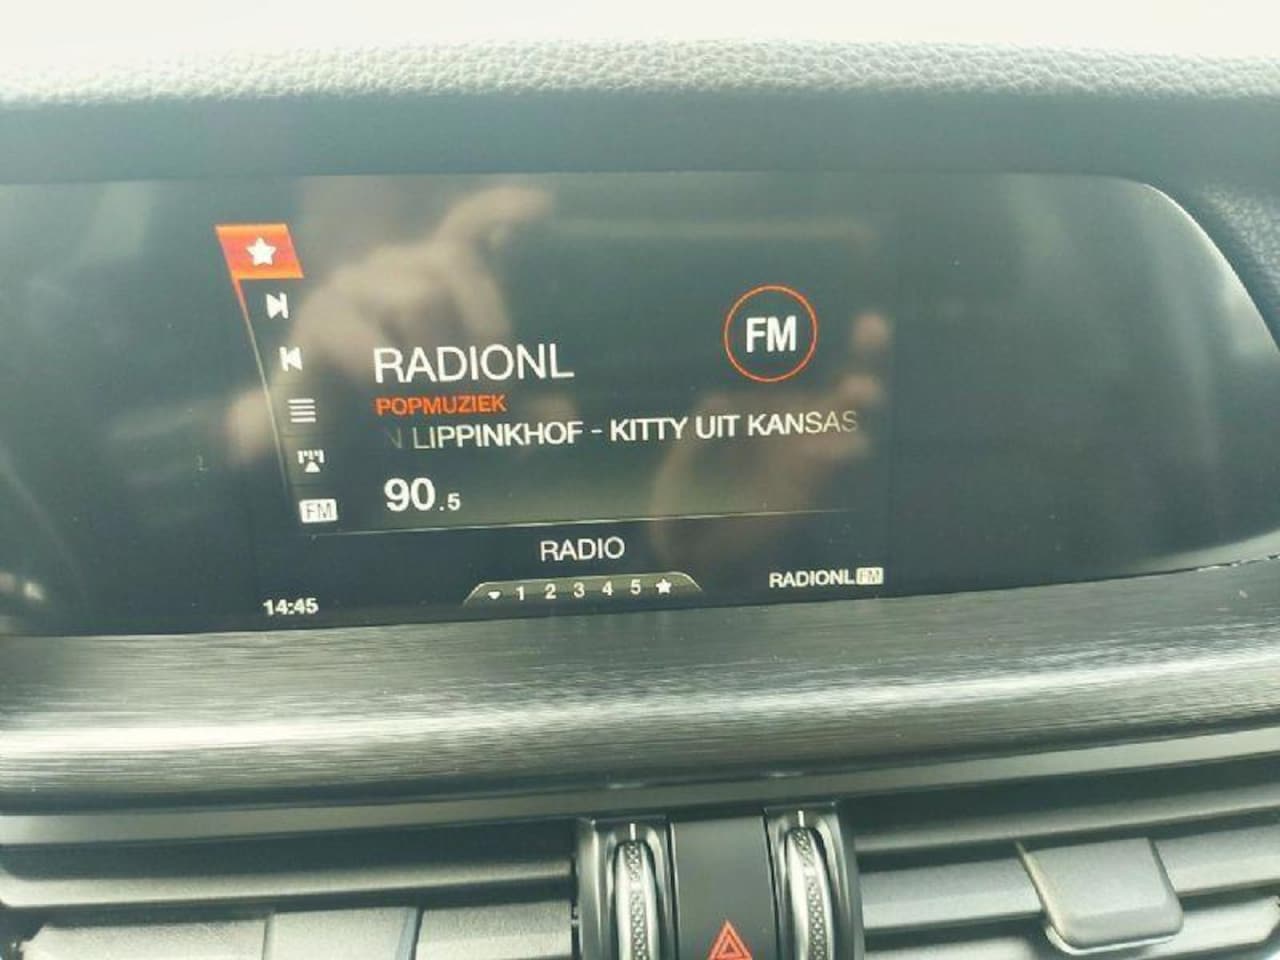 RADIONL
FM
POPMUZIEK
N LIPPINKHOF - KITTY UIT KANSAS
90.5
FM
RADIO
1 2 3 4 5
RADIONL FM
14:45